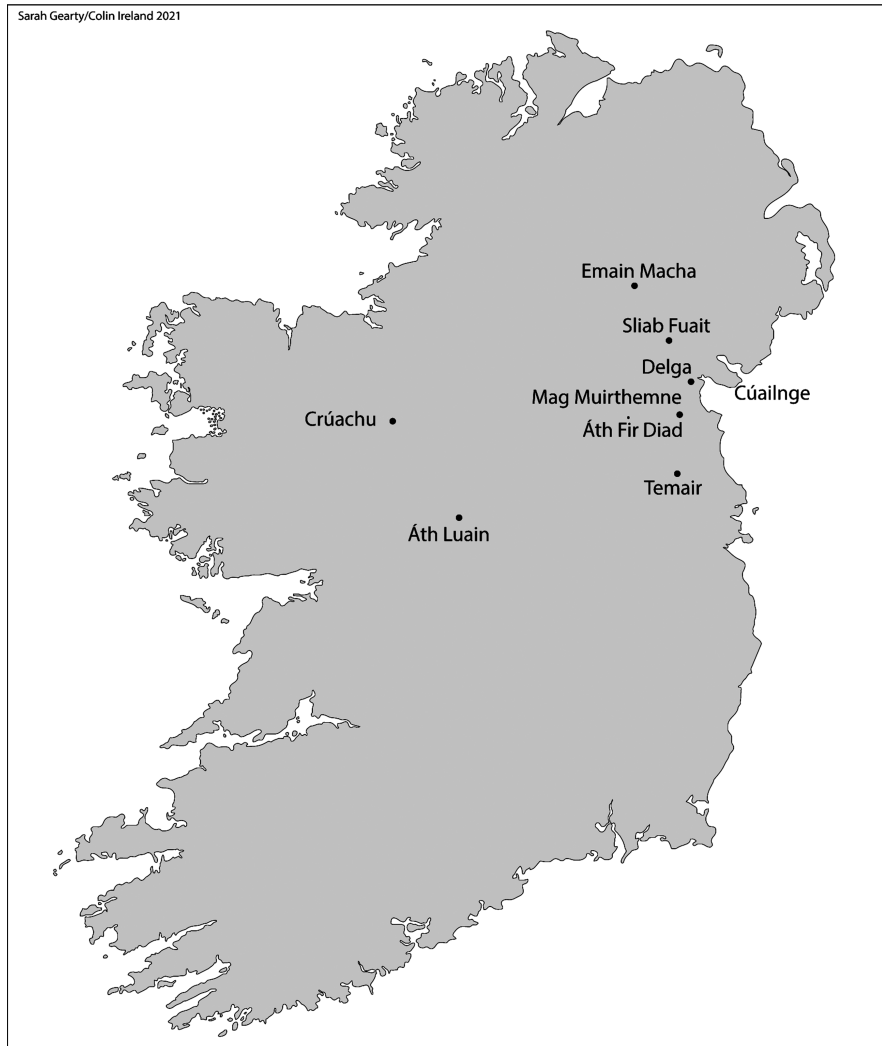 Sarah Gearty/Colin Ireland 2021
Emain Macha
Sliab Fuait
Delga
Cúailnge
Mag Muirthemne
Crúachu
Áth Fir Diad
Temair
Áth Luain